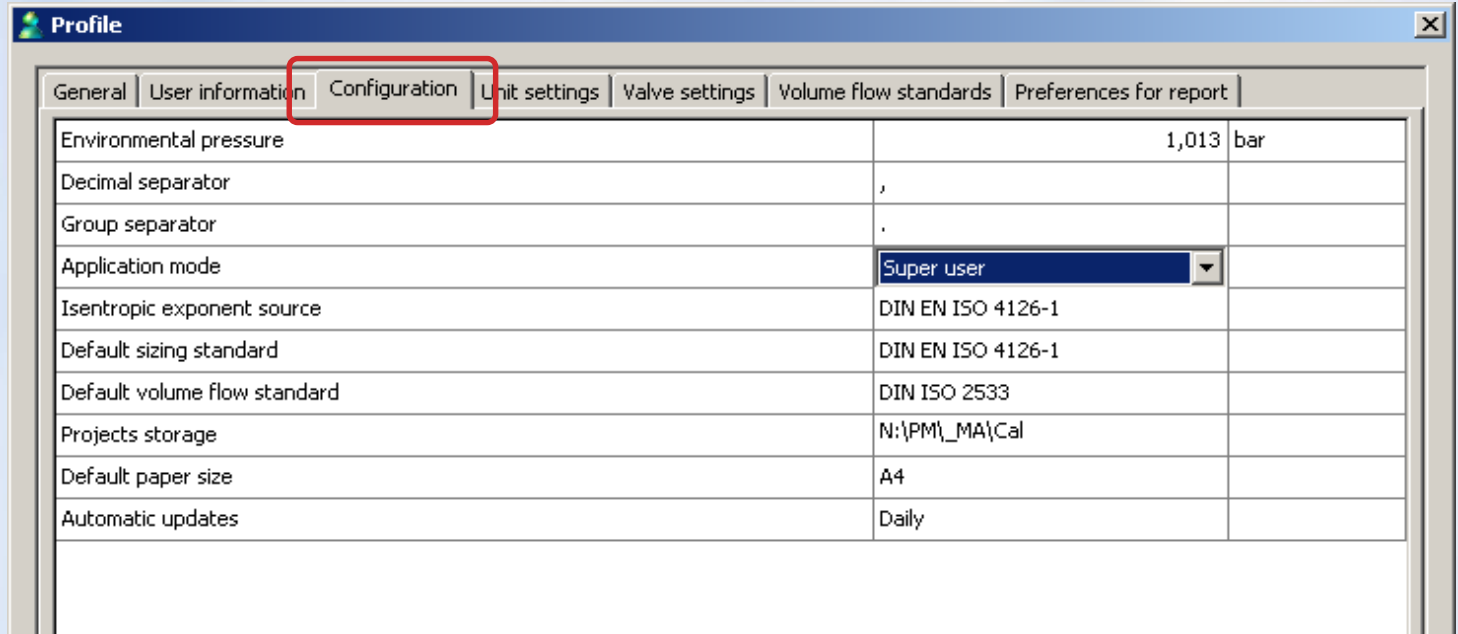 Profile
General User information Configuration Unit settings Valve settings Volume flow standards Preferences for report
Environmental pressure 1,013 bar
Decimal separator ,
Group separator .
Application mode Super user
Isentropic exponent source DIN EN ISO 4126-1
Default sizing standard DIN EN ISO 4126-1
Default volume flow standard DIN ISO 2533
Projects storage N:\PM\_MA\Cal
Default paper size A4
Automatic updates Daily